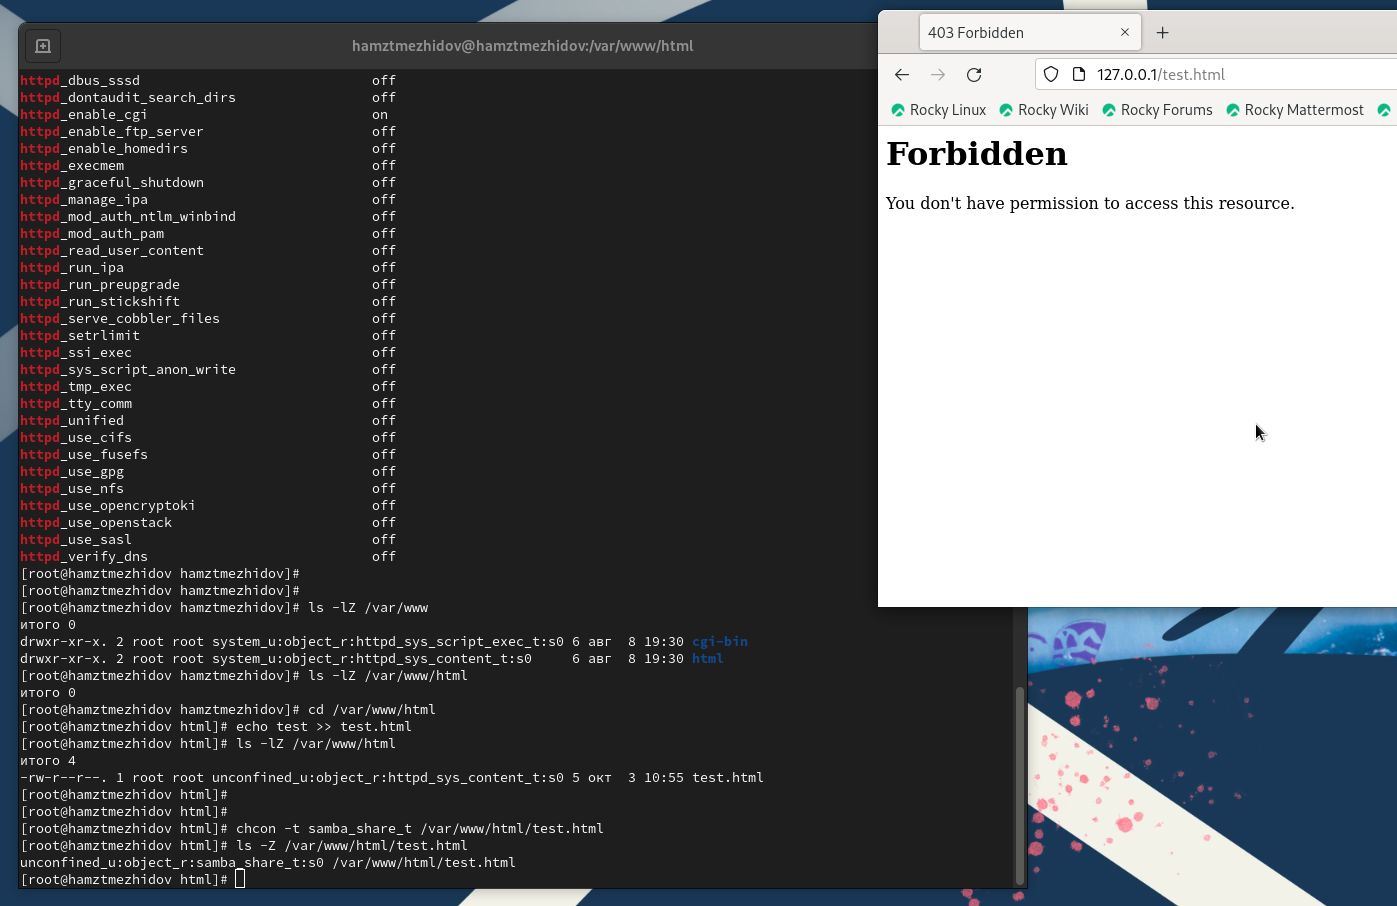 hamztmezhidov@hamztmezhidov:/var/www/html
httpd_dbus_sssd off
httpd_dontaudit_search_dirs off
httpd_enable_cgi on
httpd_enable_ftp_server off
httpd_enable_homedirs off
httpd_execmem off
httpd_graceful_shutdown off
httpd_manage_ipa off
httpd_mod_auth_ntlm_winbind off
httpd_mod_auth_pam off
httpd_read_user_content off
httpd_run_ipa off
httpd_run_preupgrade off
httpd_run_stickshift off
httpd_serve_cobbler_files off
httpd_setrlimit off
httpd_ssi_exec off
httpd_sys_script_anon_write off
httpd_tmp_exec off
httpd_tty_comm off
httpd_unified off
httpd_use_cifs off
httpd_use_fusefs off
httpd_use_gpg off
httpd_use_nfs off
httpd_use_opencryptoki off
httpd_use_openstack off
httpd_use_sasl off
httpd_verify_dns off
[root@hamztmezhidov hamztmezhidov]#
[root@hamztmezhidov hamztmezhidov]#
[root@hamztmezhidov hamztmezhidov]# ls -lZ /var/www
итого 0
drwxr-xr-x. 2 root root system_u:object_r:httpd_sys_script_exec_t:s0 6 авг  8 19:30 cgi-bin
drwxr-xr-x. 2 root root system_u:object_r:httpd_sys_content_t:s0     6 авг  8 19:30 html
[root@hamztmezhidov hamztmezhidov]# ls -lZ /var/www/html
итого 0
[root@hamztmezhidov hamztmezhidov]# cd /var/www/html
[root@hamztmezhidov html]# echo test >> test.html
[root@hamztmezhidov html]# ls -lZ /var/www/html
итого 4
-rw-r--r--. 1 root root unconfined_u:object_r:httpd_sys_content_t:s0 5 окт  3 10:55 test.html
[root@hamztmezhidov html]#
[root@hamztmezhidov html]#
[root@hamztmezhidov html]# chcon -t samba_share_t /var/www/html/test.html
[root@hamztmezhidov html]# ls -Z /var/www/html/test.html
unconfined_u:object_r:samba_share_t:s0 /var/www/html/test.html
[root@hamztmezhidov html]#
403 Forbidden
127.0.0.1/test.html
Rocky Linux Rocky Wiki Rocky Forums Rocky Mattermost
Forbidden
You don't have permission to access this resource.